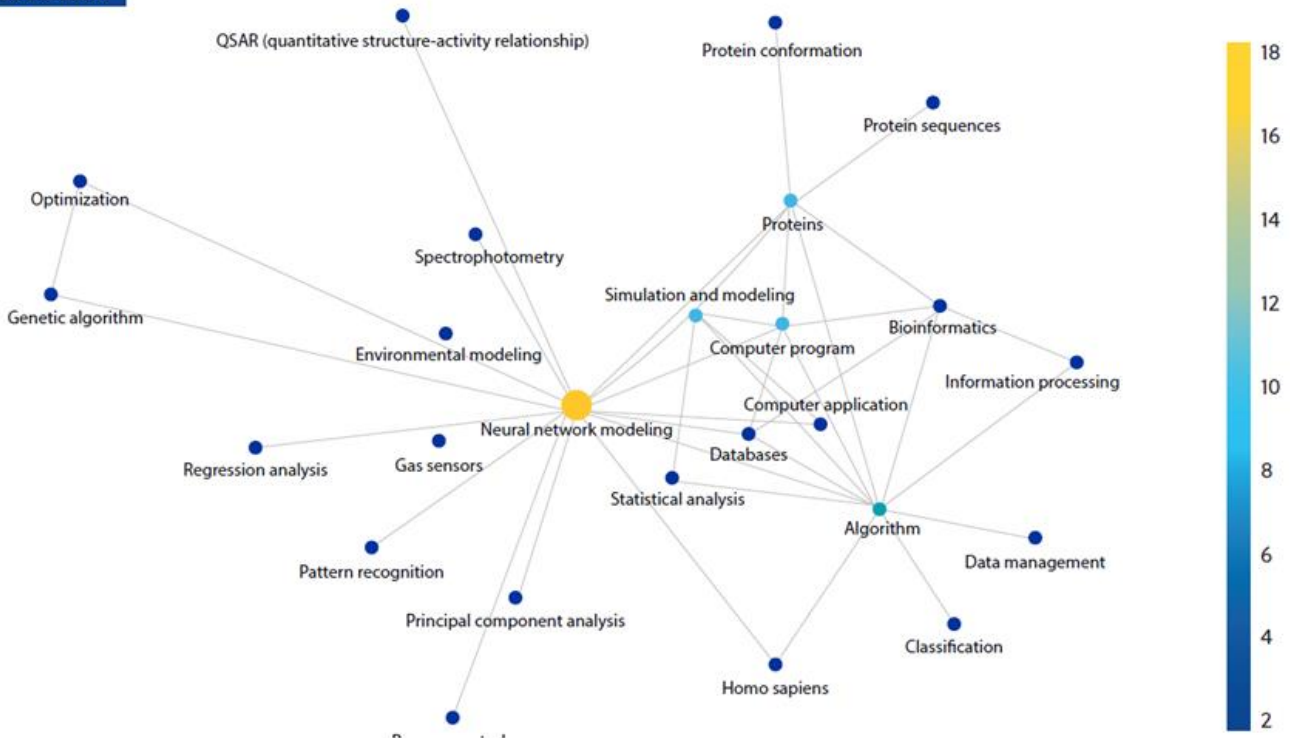 QSAR (quantitative structure-activity relationship)
Protein conformation
18
Protein sequences
16
Optimization
14
Proteins
Spectrophotometry
Simulation and modeling
12
Genetic algorithm
Bioinformatics
Environmental modeling
Computer program
Information processing
10
Computer application
Neural network modeling
Databases
Regression analysis
Gas sensors
8
Statistical analysis
Algorithm
6
Data management
Pattern recognition
Principal component analysis
4
Classification
Homo sapiens
2